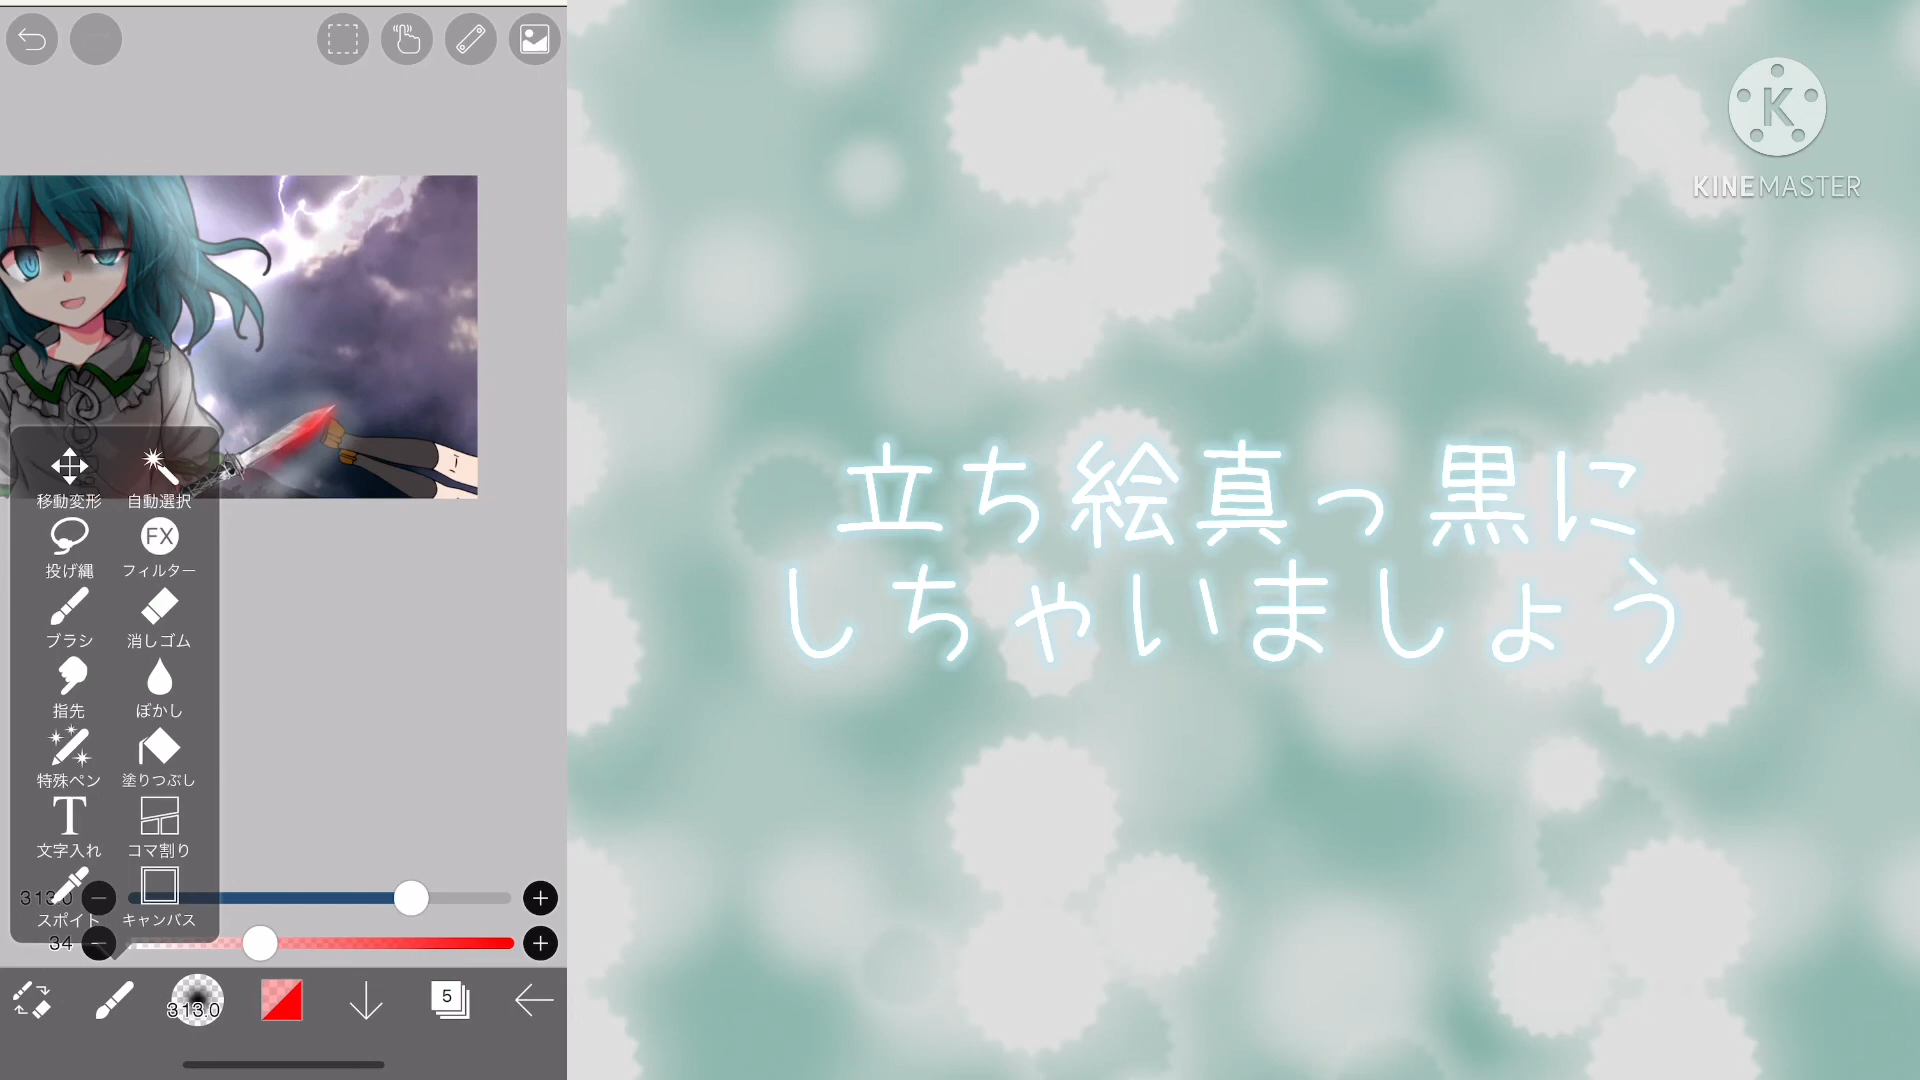 KINEMASTER
立ち絵真っ黒に
しちゃいましょう
移動変形 自動選択
投げ縄 フィルター
FX
ブラシ 消しゴム
指先 ぼかし
特殊ペン 塗りつぶし
文字入れ コマ割り
スポイト キャンバス
313.0
34
313.0
5